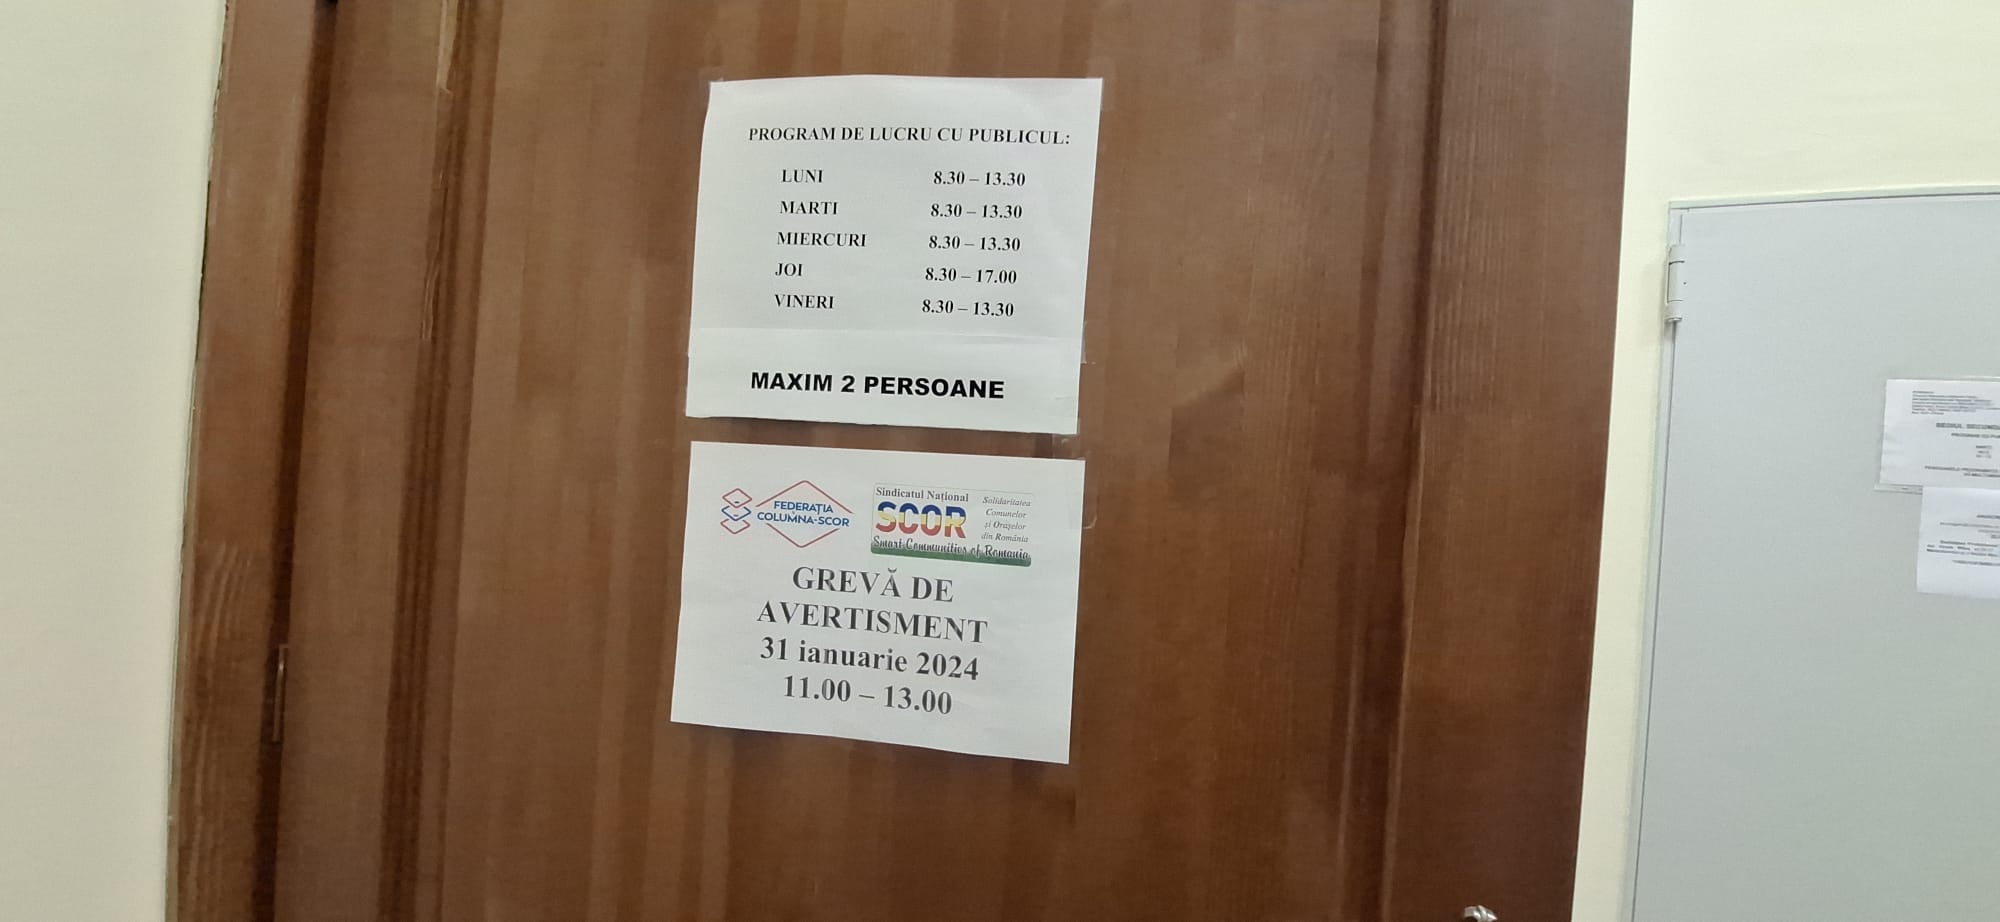 PROGRAM DE LUCRU CU PUBLICUL:
LUNI 8.30 – 13.30
MARTI 8.30 – 13.30
MIERCURI 8.30 – 13.30
JOI 8.30 – 17.00
VINERI 8.30 – 13.30
MAXIM 2 PERSOANE
FEDERAȚIA
COLUMNA-SCOR
Sindicatul Național
SCOR
Smart Communities of Romania
Solidaritatea
Comunelor
și Orașelor
din România
GREVĂ DE
AVERTISMENT
31 ianuarie 2024
11.00 – 13.00
SEDIUL